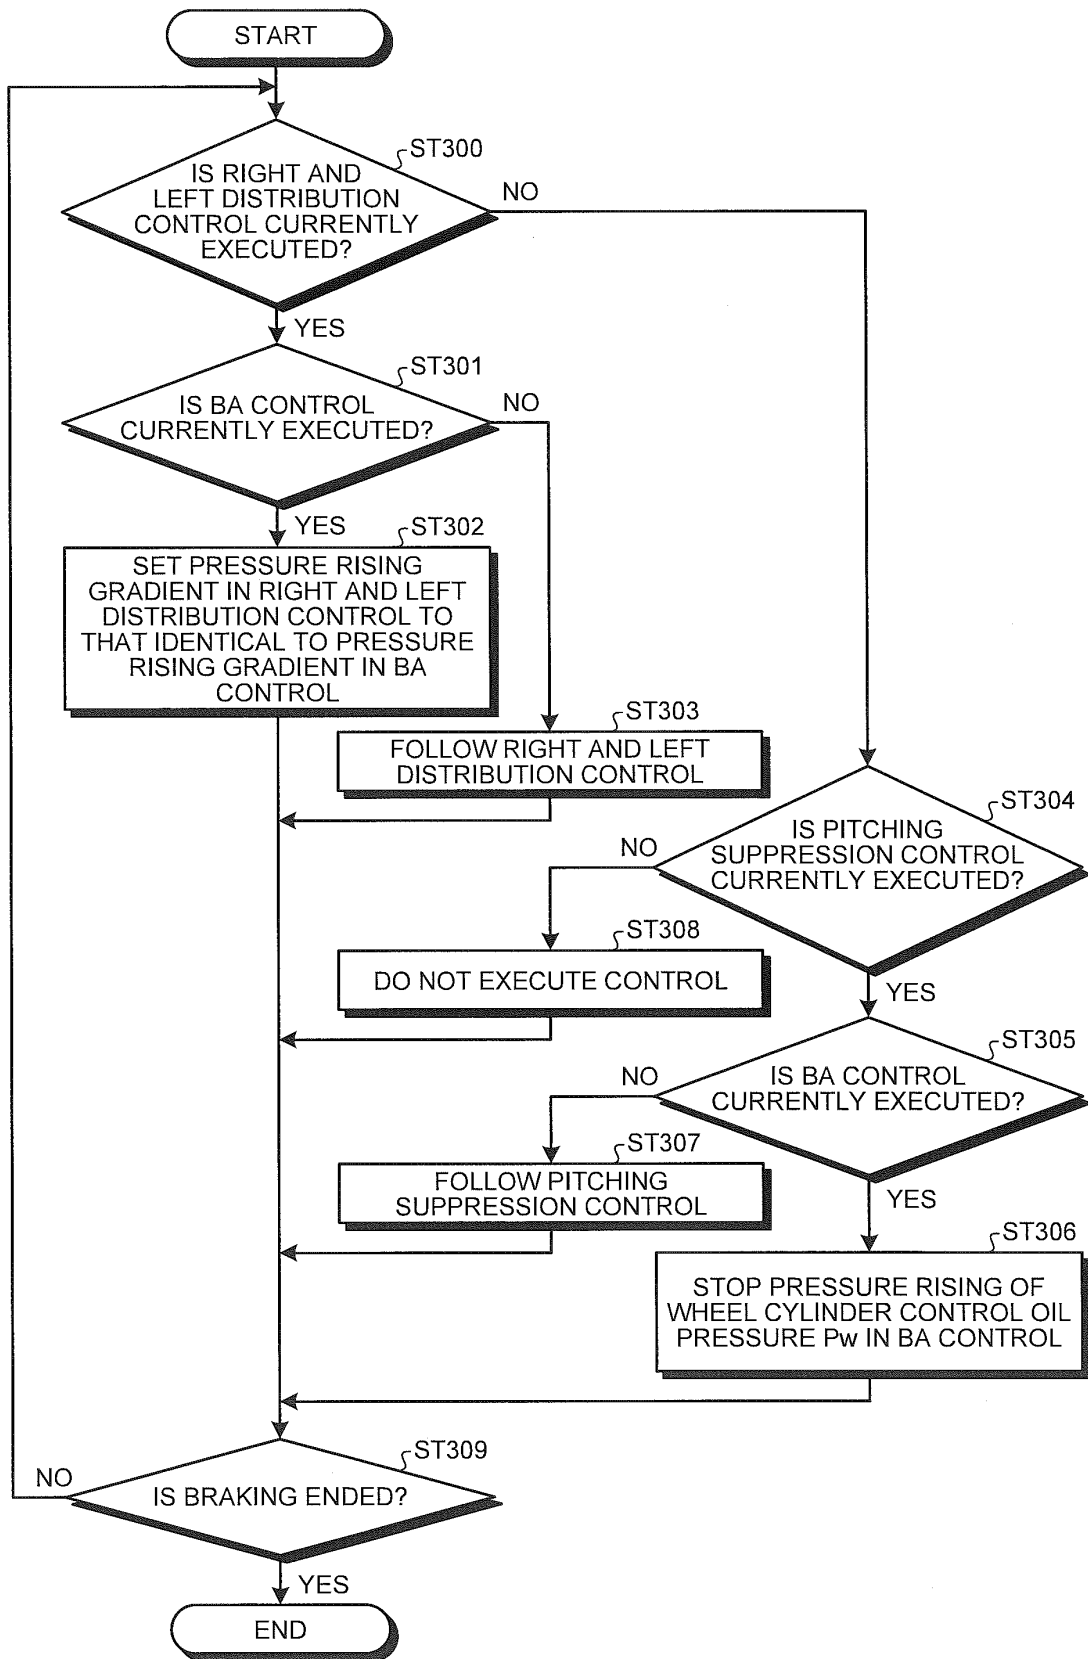 START
ST300
IS RIGHT AND
LEFT DISTRIBUTION
CONTROL CURRENTLY
EXECUTED?
NO
YES
ST301
IS BA CONTROL
CURRENTLY EXECUTED?
NO
YES
ST302
SET PRESSURE RISING
GRADIENT IN RIGHT AND LEFT
DISTRIBUTION CONTROL TO
THAT IDENTICAL TO PRESSURE
RISING GRADIENT IN BA
CONTROL
ST303
FOLLOW RIGHT AND LEFT
DISTRIBUTION CONTROL
ST304
IS PITCHING
SUPPRESSION CONTROL
CURRENTLY EXECUTED?
NO
YES
ST308
DO NOT EXECUTE CONTROL
ST305
IS BA CONTROL
CURRENTLY EXECUTED?
NO
YES
ST307
FOLLOW PITCHING
SUPPRESSION CONTROL
ST306
STOP PRESSURE RISING OF
WHEEL CYLINDER CONTROL OIL
PRESSURE Pw IN BA CONTROL
ST309
IS BRAKING ENDED?
NO
YES
END